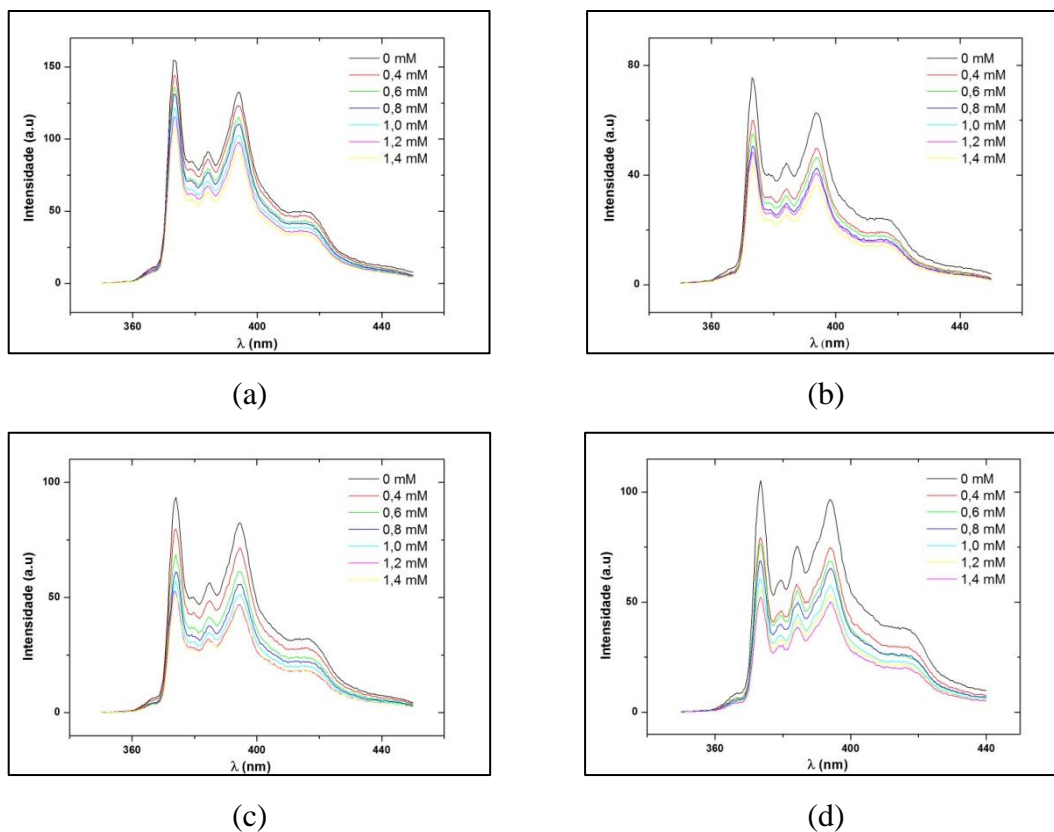 150
100
50
0
Intensidade (a.u)
0 mM
0,4 mM
0,6 mM
0,8 mM
1,0 mM
1,2 mM
1,4 mM
360 400 440
λ (nm)
(a)
80
40
0
Intensidade (a.u)
0 mM
0,4 mM
0,6 mM
0,8 mM
1,0 mM
1,2 mM
1,4 mM
360 400 440
λ (nm)
(b)
100
50
0
Intensidade (a.u)
0 mM
0,4 mM
0,6 mM
0,8 mM
1,0 mM
1,2 mM
1,4 mM
360 400 440
λ (nm)
(c)
100
50
0
Intensidade (a.u)
0 mM
0,4 mM
0,6 mM
0,8 mM
1,0 mM
1,2 mM
1,4 mM
360 400 440
λ (nm)
(d)